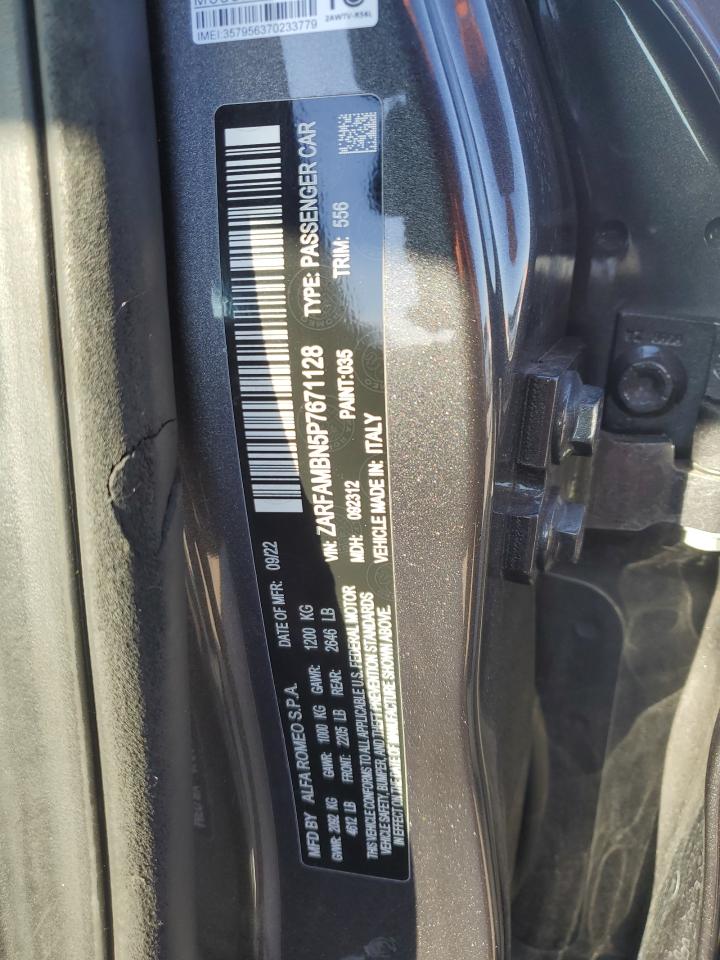 2AWTV-R56L
IMEI:357956370233779
MFD BY ALFA ROMEO S.P.A. DATE OF MFR: 09/22
GVWR: 2092 KG GAWR: 1000 KG GAWR: 1200 KG
4612 LB FRONT: 2205 LB REAR: 2646 LB
THIS VEHICLE CONFORMS TO ALL APPLICABLE U.S. FEDERAL MOTOR
VEHICLE SAFETY, BUMPER, AND THEFT PREVENTION STANDARDS
IN EFFECT ON THE DATE OF MANUFACTURE SHOWN ABOVE.
VIN: ZARFAMBN5P7671128 TYPE: PASSENGER CAR
MDH: 092312 PAINT:035 TRIM: 556
VEHICLE MADE IN: ITALY